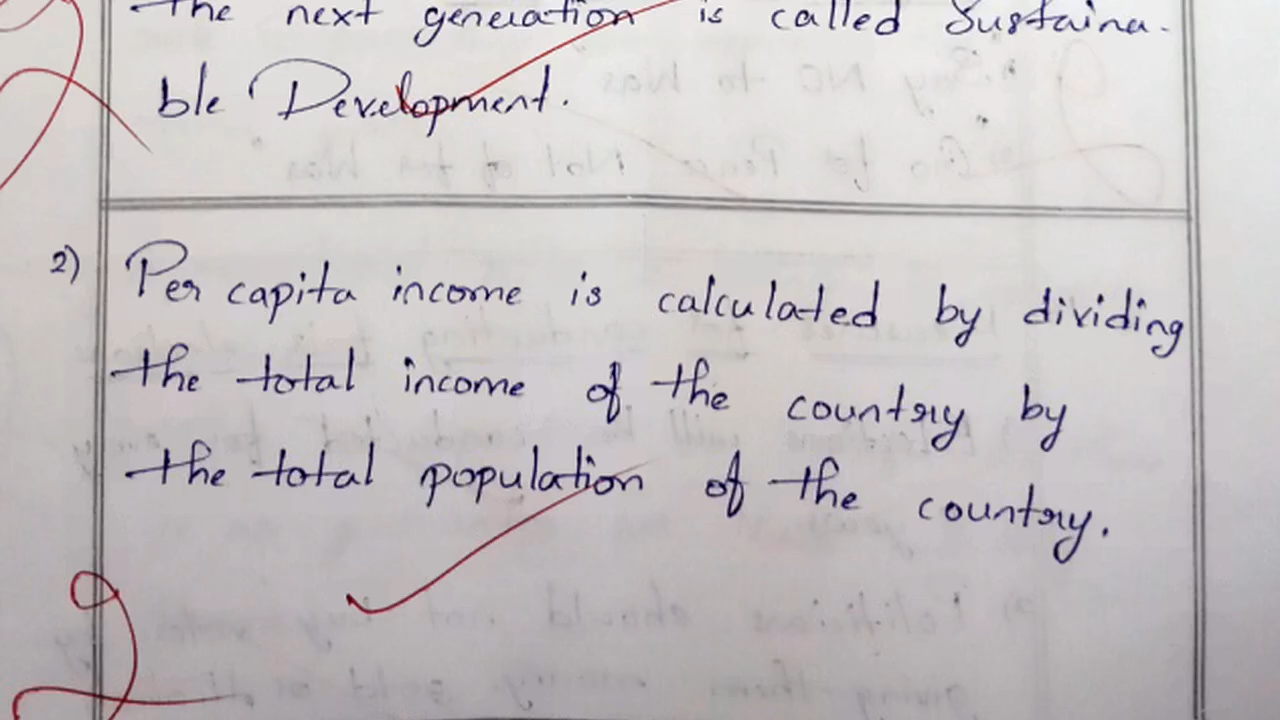 the next generation is called Sustaina-
ble Development.
2) Per capita income is calculated by dividing
the total income of the country by
the total population of the country.
2